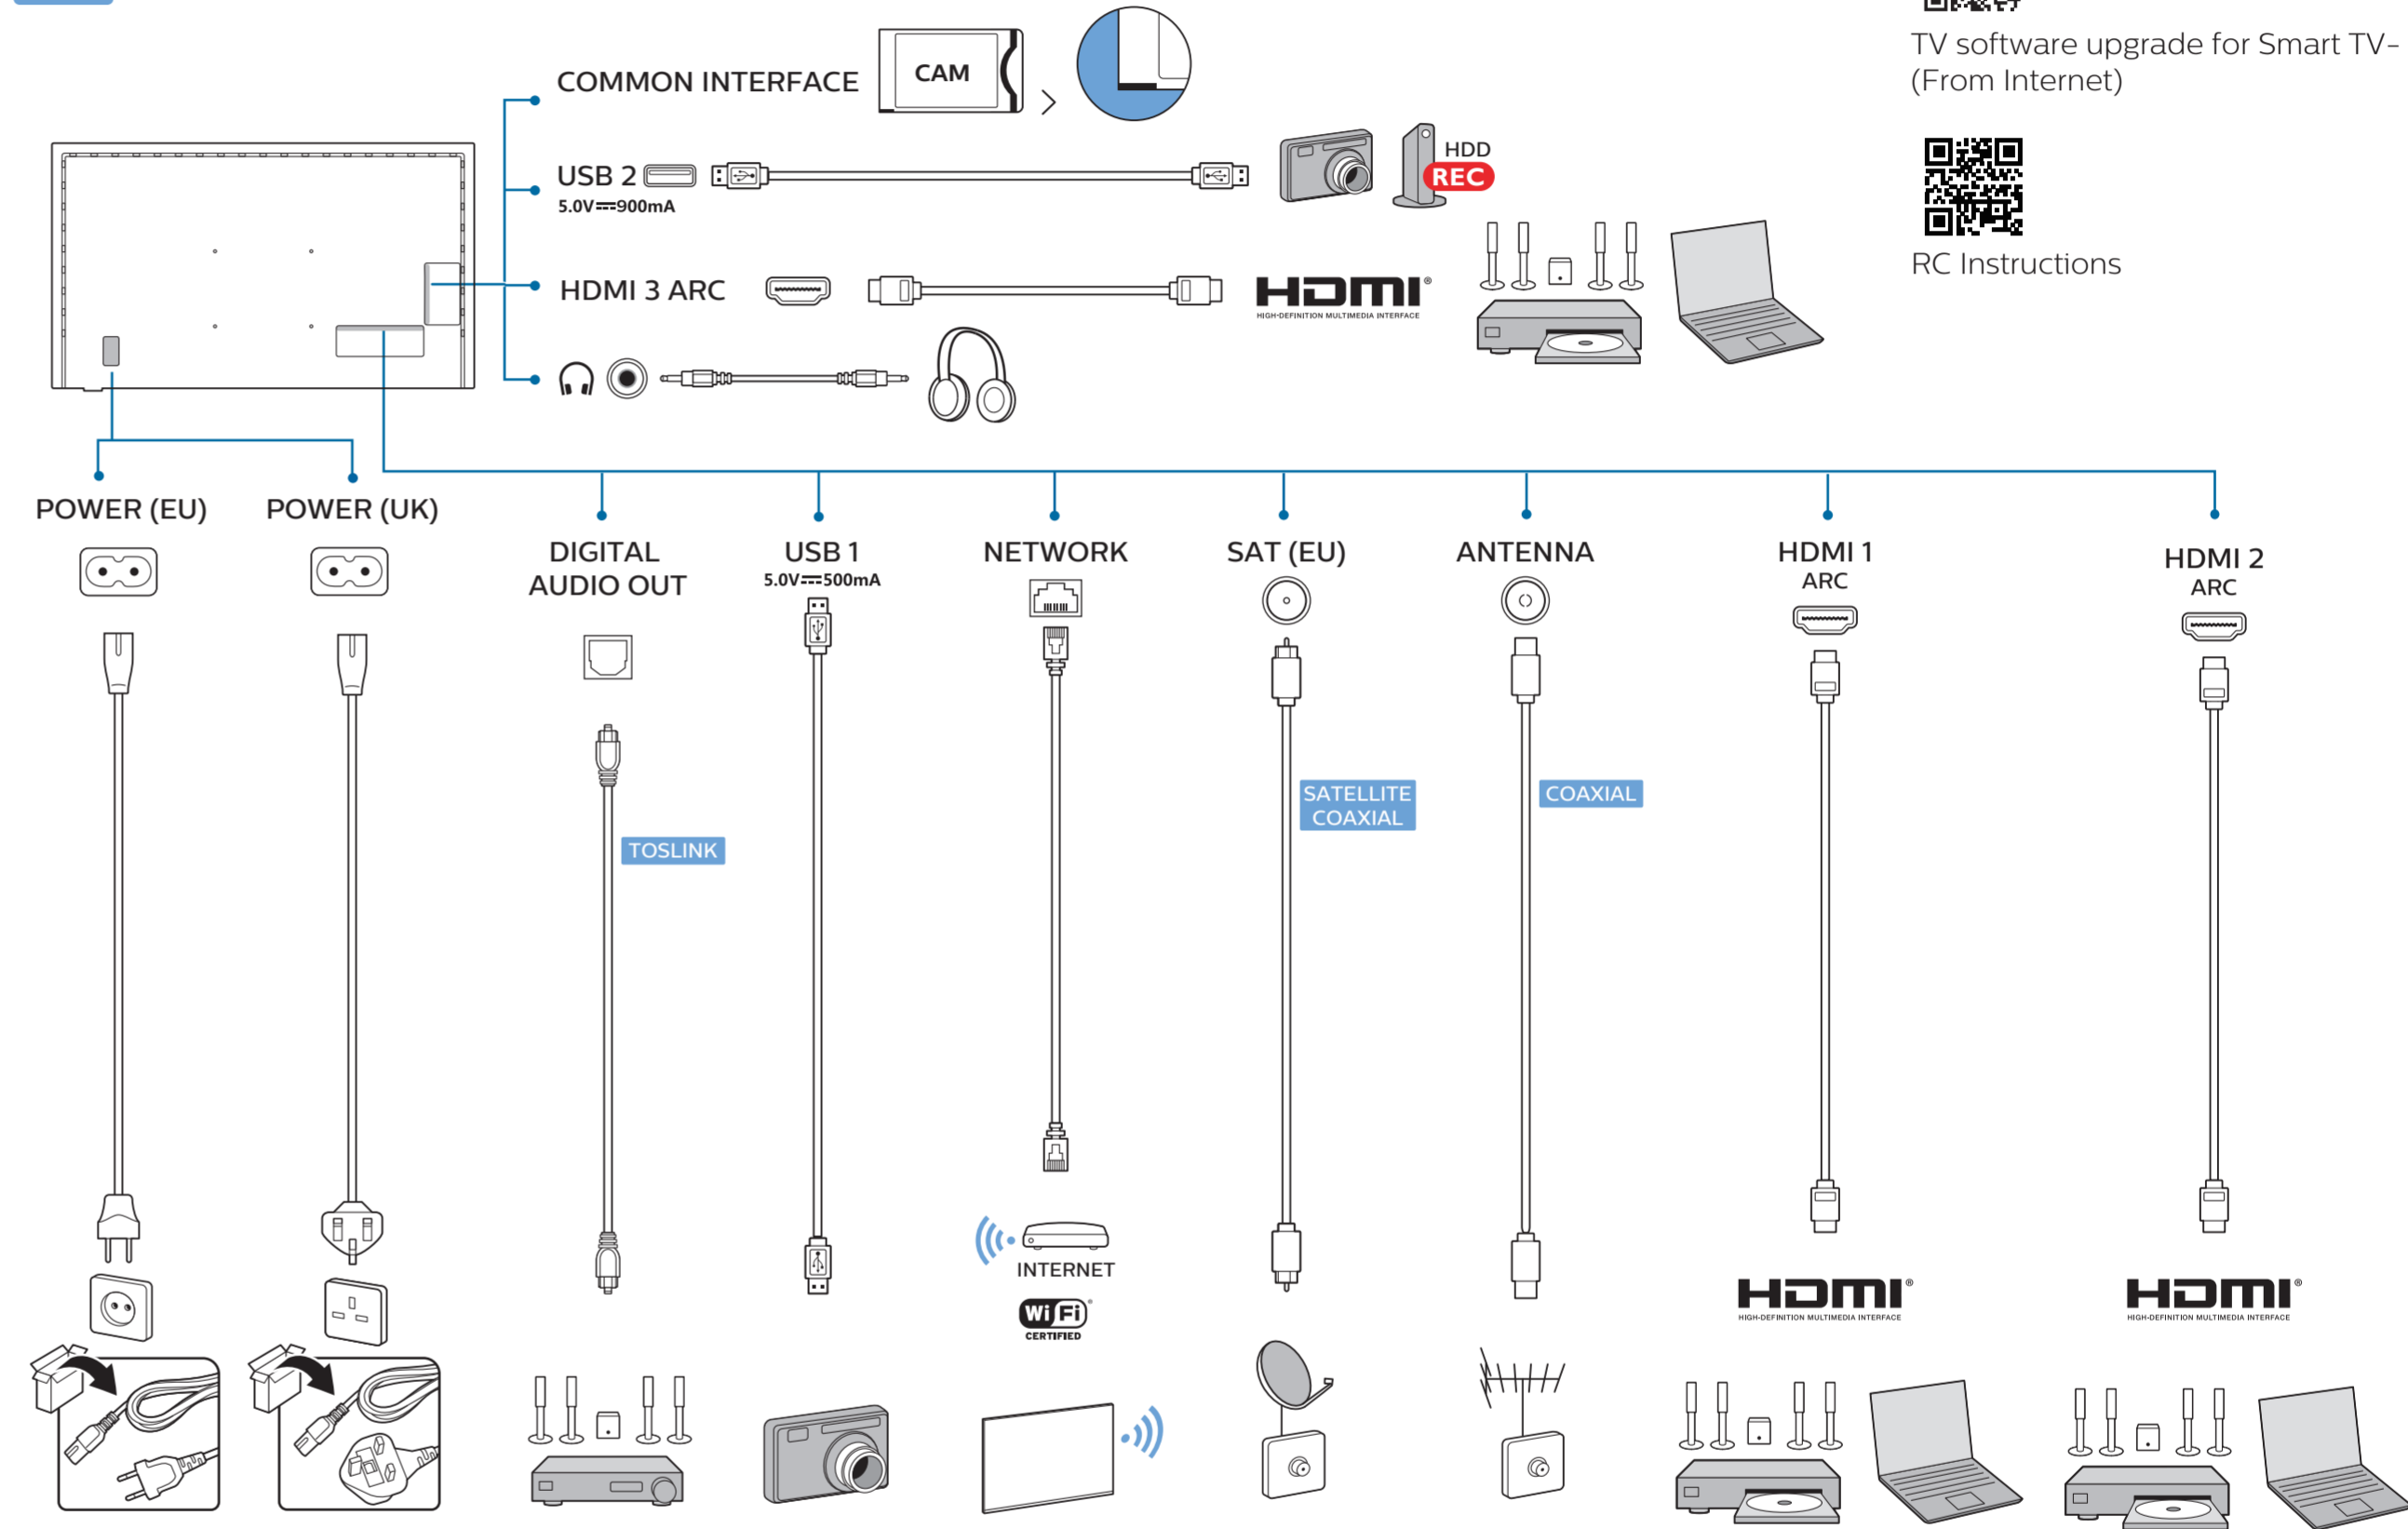 TV software upgrade for Smart TV-
(From Internet)
RC Instructions
COMMON INTERFACE
CAM
USB 2
5.0V⎓900mA
HDD
REC
HDMI 3 ARC
HDMI®
HIGH-DEFINITION MULTIMEDIA INTERFACE
POWER (EU)
POWER (UK)
DIGITAL
AUDIO OUT
USB 1
5.0V⎓500mA
NETWORK
SAT (EU)
ANTENNA
HDMI 1
ARC
HDMI 2
ARC
TOSLINK
SATELLITE
COAXIAL
COAXIAL
INTERNET
Wi Fi®
CERTIFIED
HDMI®
HIGH-DEFINITION MULTIMEDIA INTERFACE
HDMI®
HIGH-DEFINITION MULTIMEDIA INTERFACE